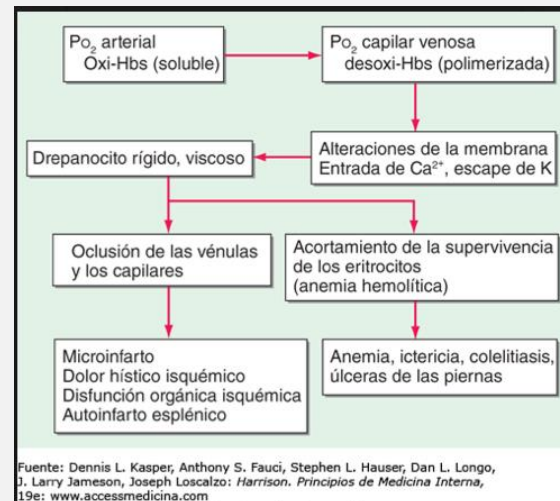 Po₂ arterial
Oxi-Hbs (soluble)
Po₂ capilar venosa
desoxi-Hbs (polimerizada)
Alteraciones de la membrana
Entrada de Ca²⁺, escape de K
Drepanocito rígido, viscoso
Oclusión de las vénulas
y los capilares
Acortamiento de la supervivencia
de los eritrocitos
(anemia hemolítica)
Microinfarto
Dolor hístico isquémico
Disfunción orgánica isquémica
Autoinfarto esplénico
Anemia, ictericia, colelitiasis,
úlceras de las piernas
Fuente: Dennis L. Kasper, Anthony S. Fauci, Stephen L. Hauser, Dan L. Longo,
J. Larry Jameson, Joseph Loscalzo: Harrison. Principios de Medicina Interna,
19e: www.accessmedicina.com